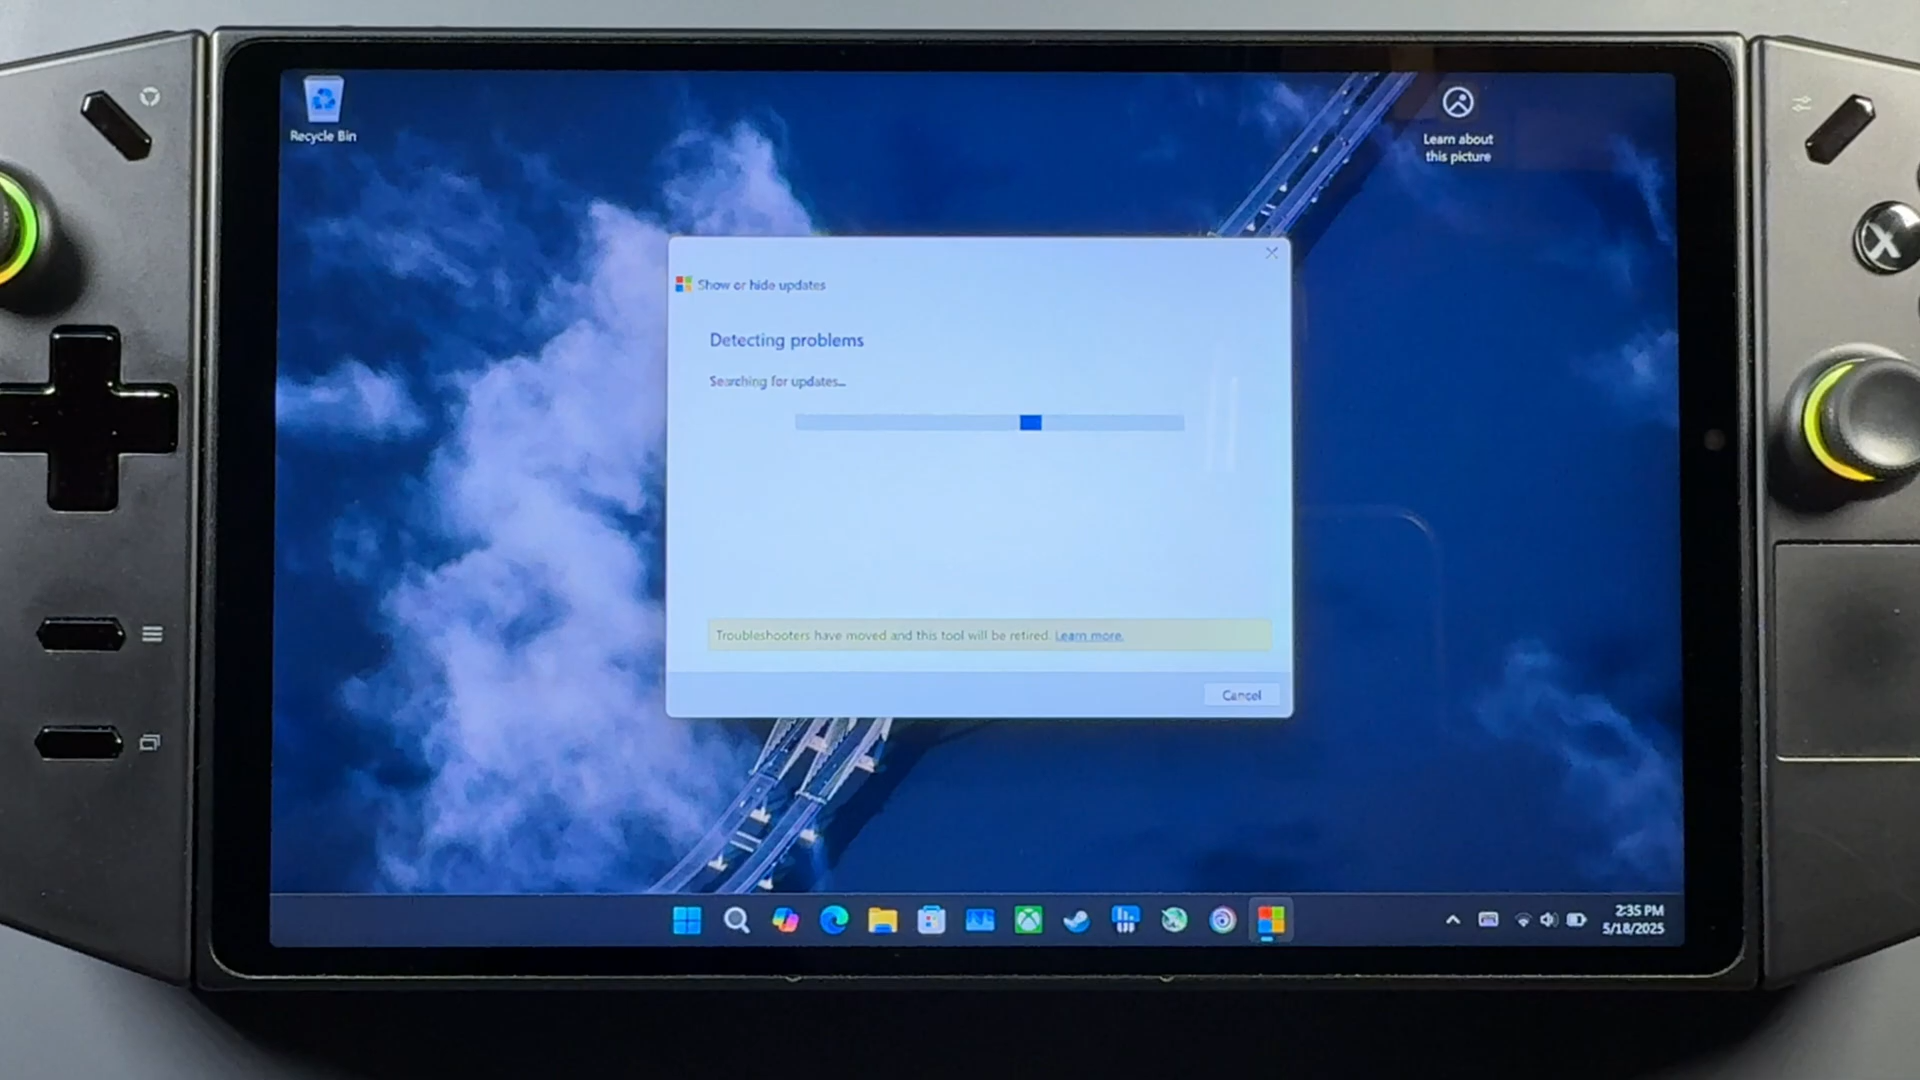 Recycle Bin
Learn about
this picture
Show or hide updates
Detecting problems
Searching for updates...
Troubleshooters have moved and this tool will be retired. Learn more.
Cancel
2:35 PM
5/18/2025
X